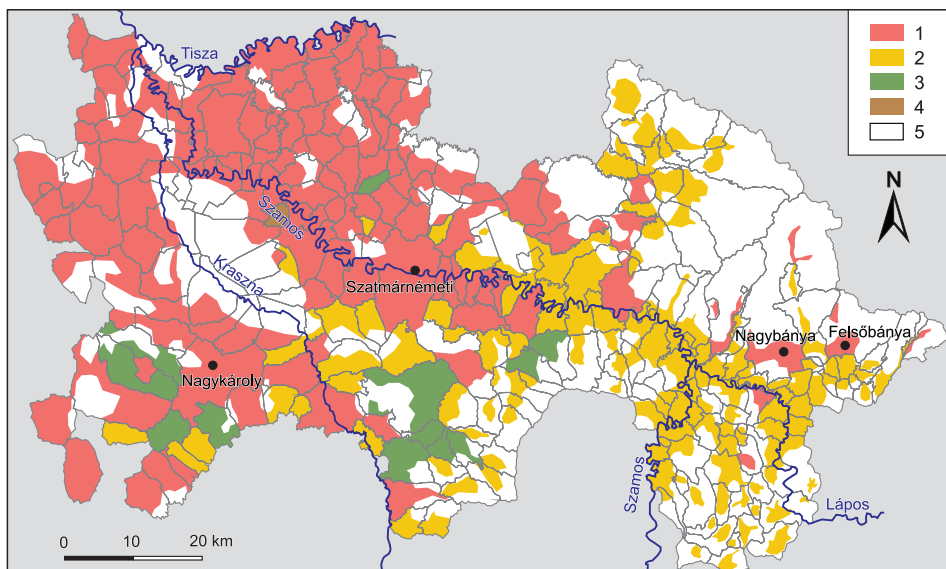 Tisza
1
2
3
4
5
N
Szamos
Kraszna
Szatmárnémeti
Nagybánya
Felsőbánya
Nagykároly
Szamos
Lápos
0 10 20 km